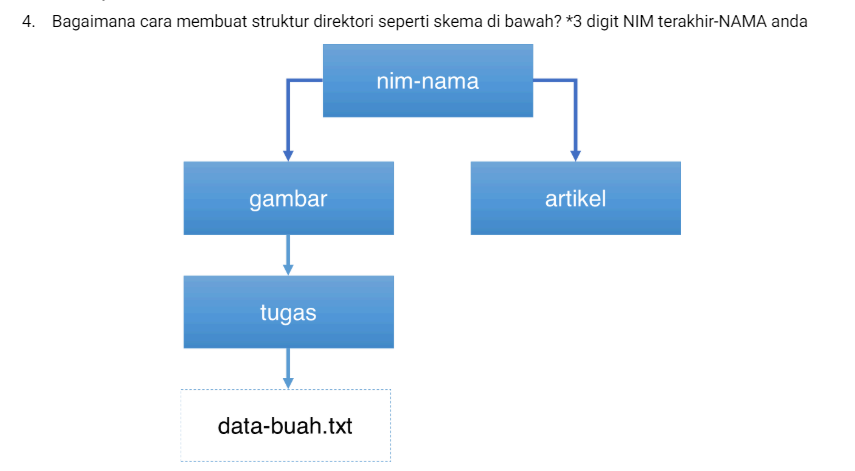 4. Bagaimana cara membuat struktur direktori seperti skema di bawah? *3 digit NIM terakhir-NAMA anda
nim-nama
gambar
artikel
tugas
data-buah.txt